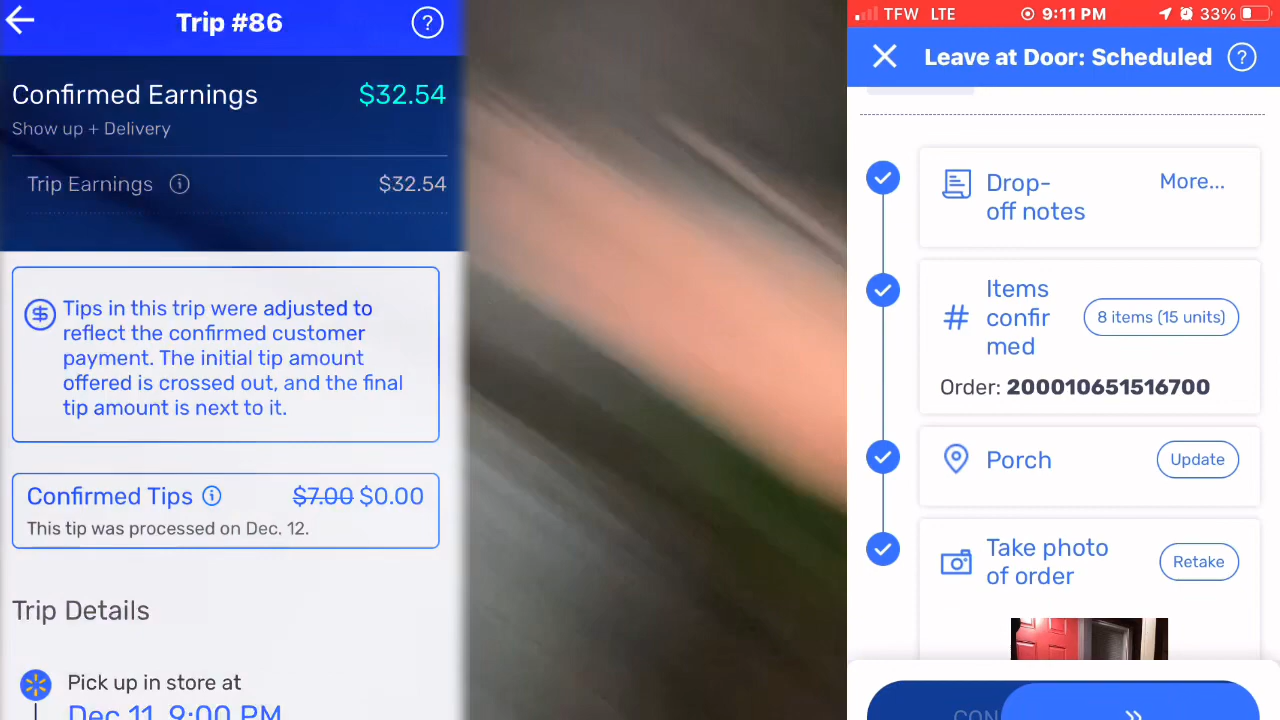 Trip #86
?
Confirmed Earnings $32.54
Show up + Delivery
Trip Earnings i $32.54
Tips in this trip were adjusted to
reflect the confirmed customer
payment. The initial tip amount
offered is crossed out, and the final
tip amount is next to it.
Confirmed Tips i $7.00 $0.00
This tip was processed on Dec. 12.
Trip Details
Pick up in store at
Dec 11, 9:00 PM
TFW LTE 9:11 PM 33%
Leave at Door: Scheduled ?
Drop-
off notes
More...
Items
confir
med
8 items (15 units)
Order: 200010651516700
Porch
Update
Take photo
of order
Retake
CON